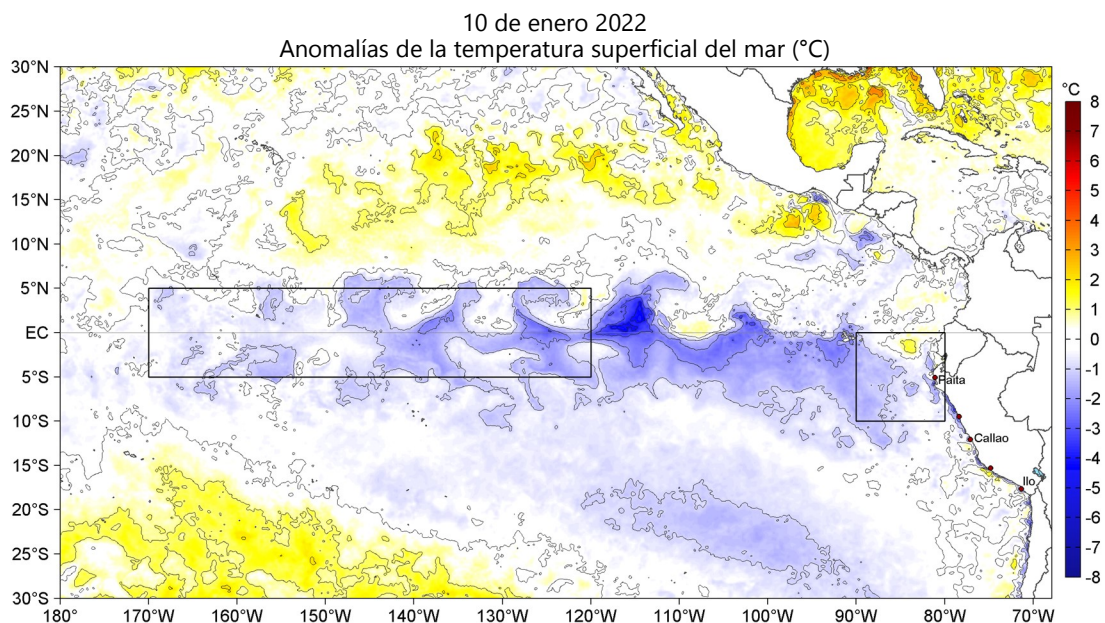 10 de enero 2022
Anomalías de la temperatura superficial del mar (°C)
30°N
25°N
20°N
15°N
10°N
5°N
EC
5°S
10°S
15°S
20°S
25°S
30°S
180
170°W
160°W
150°W
140°W
130°W
120°W
110°W
100°W
90°W
80°W
70°W
Paita
Callao
Ilo
°C
8
7
6
5
4
3
2
1
0
-1
-2
-3
-4
-5
-6
-7
-8